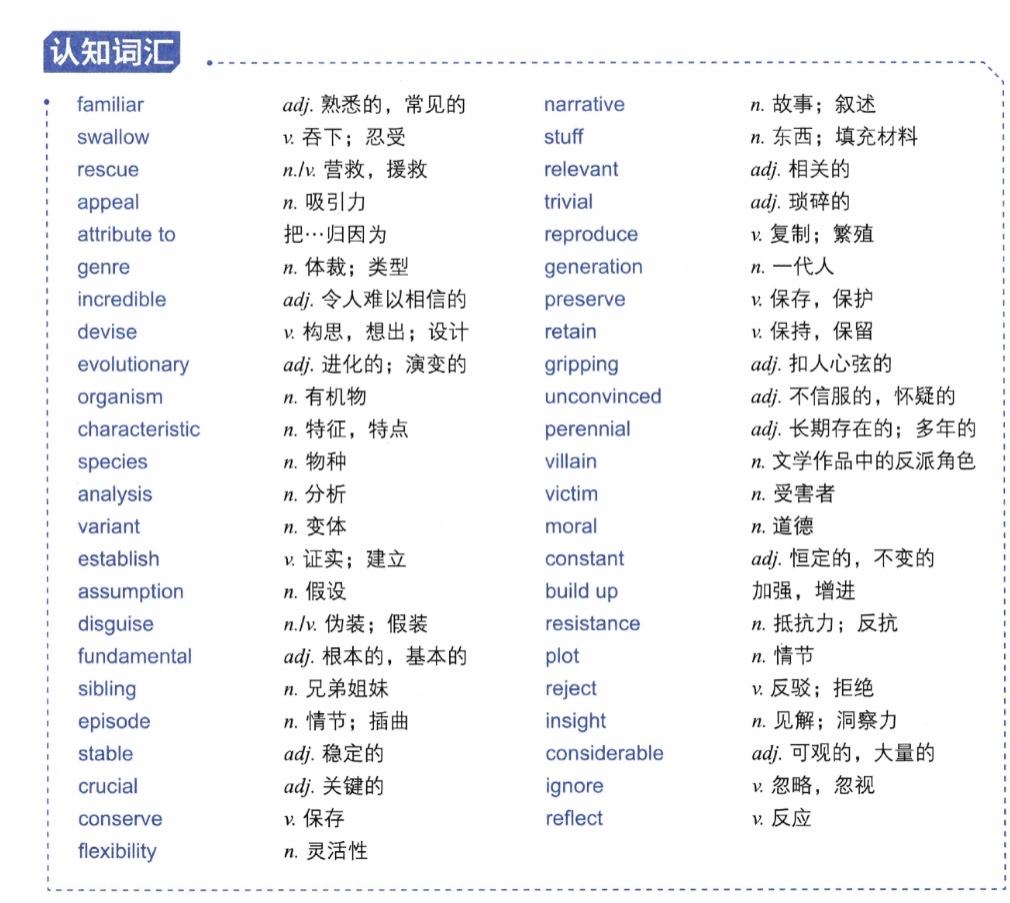 认知词汇
familiar adj. 熟悉的，常见的
swallow v. 吞下；忍受
rescue n./v. 营救，援救
appeal n. 吸引力
attribute to 把…归因为
genre n. 体裁；类型
incredible adj. 令人难以相信的
devise v. 构思，想出；设计
evolutionary adj. 进化的；演变的
organism n. 有机物
characteristic n. 特征，特点
species n. 物种
analysis n. 分析
variant n. 变体
establish v. 证实；建立
assumption n. 假设
disguise n./v. 伪装；假装
fundamental adj. 根本的，基本的
sibling n. 兄弟姐妹
episode n. 情节；插曲
stable adj. 稳定的
crucial adj. 关键的
conserve v. 保存
flexibility n. 灵活性
narrative n. 故事；叙述
stuff n. 东西；填充材料
relevant adj. 相关的
trivial adj. 琐碎的
reproduce v. 复制；繁殖
generation n. 一代人
preserve v. 保存，保护
retain v. 保持，保留
gripping adj. 扣人心弦的
unconvinced adj. 不信服的，怀疑的
perennial adj. 长期存在的；多年的
villain n. 文学作品中的反派角色
victim n. 受害者
moral n. 道德
constant adj. 恒定的，不变的
build up 加强，增进
resistance n. 抵抗力；反抗
plot n. 情节
reject v. 反驳；拒绝
insight n. 见解；洞察力
considerable adj. 可观的，大量的
ignore v. 忽略，忽视
reflect v. 反应